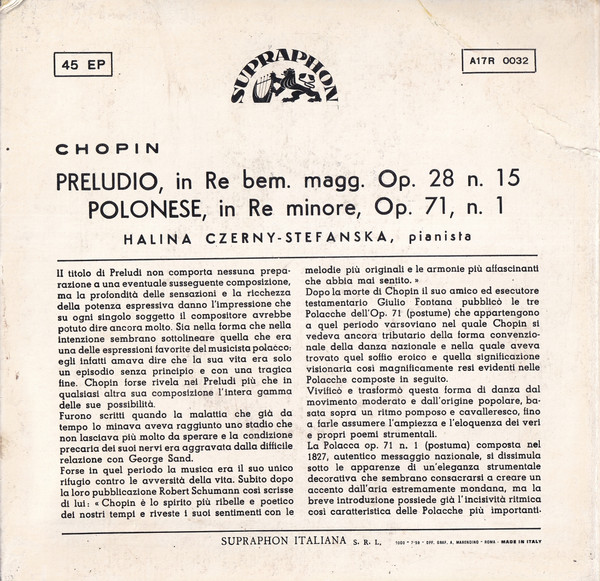 45 EP
SUPRAPHON
A17R 0032
CHOPIN
PRELUDIO, in Re bem. magg. Op. 28 n. 15
POLONESE, in Re minore, Op. 71, n. 1
HALINA CZERNY-STEFANSKA, pianista
Il titolo di Preludi non comporta nessuna prepa-
razione a una eventuale susseguente composizione,
ma la profondità delle sensazioni e la ricchezza
della potenza espressiva danno l'impressione che
su ogni singolo soggetto il compositore avrebbe
potuto dire ancora molto. Sia nella forma che nella
intenzione sembrano sottolineare quella che era
una delle espressioni favorite del musicista polacco;
egli infatti amava dire che la sua vita era solo
un episodio senza principio e con una tragica
fine. Chopin forse rivela nei Preludi più che in
qualsiasi altra sua composizione l'intera gamma
delle sue possibilità.
Furono scritti quando la malattia che già da
tempo lo minava aveva raggiunto uno stadio che
non lasciava più molto da sperare e la condizione
precaria dei suoi nervi era aggravata dalla difficile
relazione con George Sand.
Forse in quel periodo la musica era il suo unico
rifugio contro le avversità della vita. Subito dopo
la loro pubblicazione Robert Schumann così scrisse
di lui: « Chopin è lo spirito più ribelle e poetico
dei nostri tempi e riveste i suoi sentimenti con le
melodie più originali e le armonie più affascinanti
che abbia mai sentito. »
Dopo la morte di Chopin il suo amico ed esecutore
testamentario Giulio Fontana pubblicò le tre
Polacche dell'Op. 71 (postume) che appartengono
a quel periodo varsoviano nel quale Chopin si
vedeva ancora tributario della forma convenzio-
nale della danza nazionale e nella quale aveva
trovato quel soffio eroico e quella significazione
visionaria così magnificamente resi evidenti nelle
Polacche composte in seguito.
Vivificò e trasformò questa forma di danza dal
movimento moderato e dall'origine popolare, ba-
sata sopra un ritmo pomposo e cavalleresco, fino
a farle assumere l'ampiezza e l'eloquenza dei veri
e propri poemi strumentali.
La Polacca op. 71 n. 1 (postuma) composta nel
1827, autentico messaggio nazionale, si dissimula
sotto le apparenze di un'eleganza strumentale
decorativa che sembrano consacrarsi a creare un
accento dall'aria estremamente mondana, ma la
breve introduzione possiede già l'incisività ritmica
così caratteristica delle Polacche più importanti.
SUPRAPHON ITALIANA S. R. L.
MADE IN ITALY